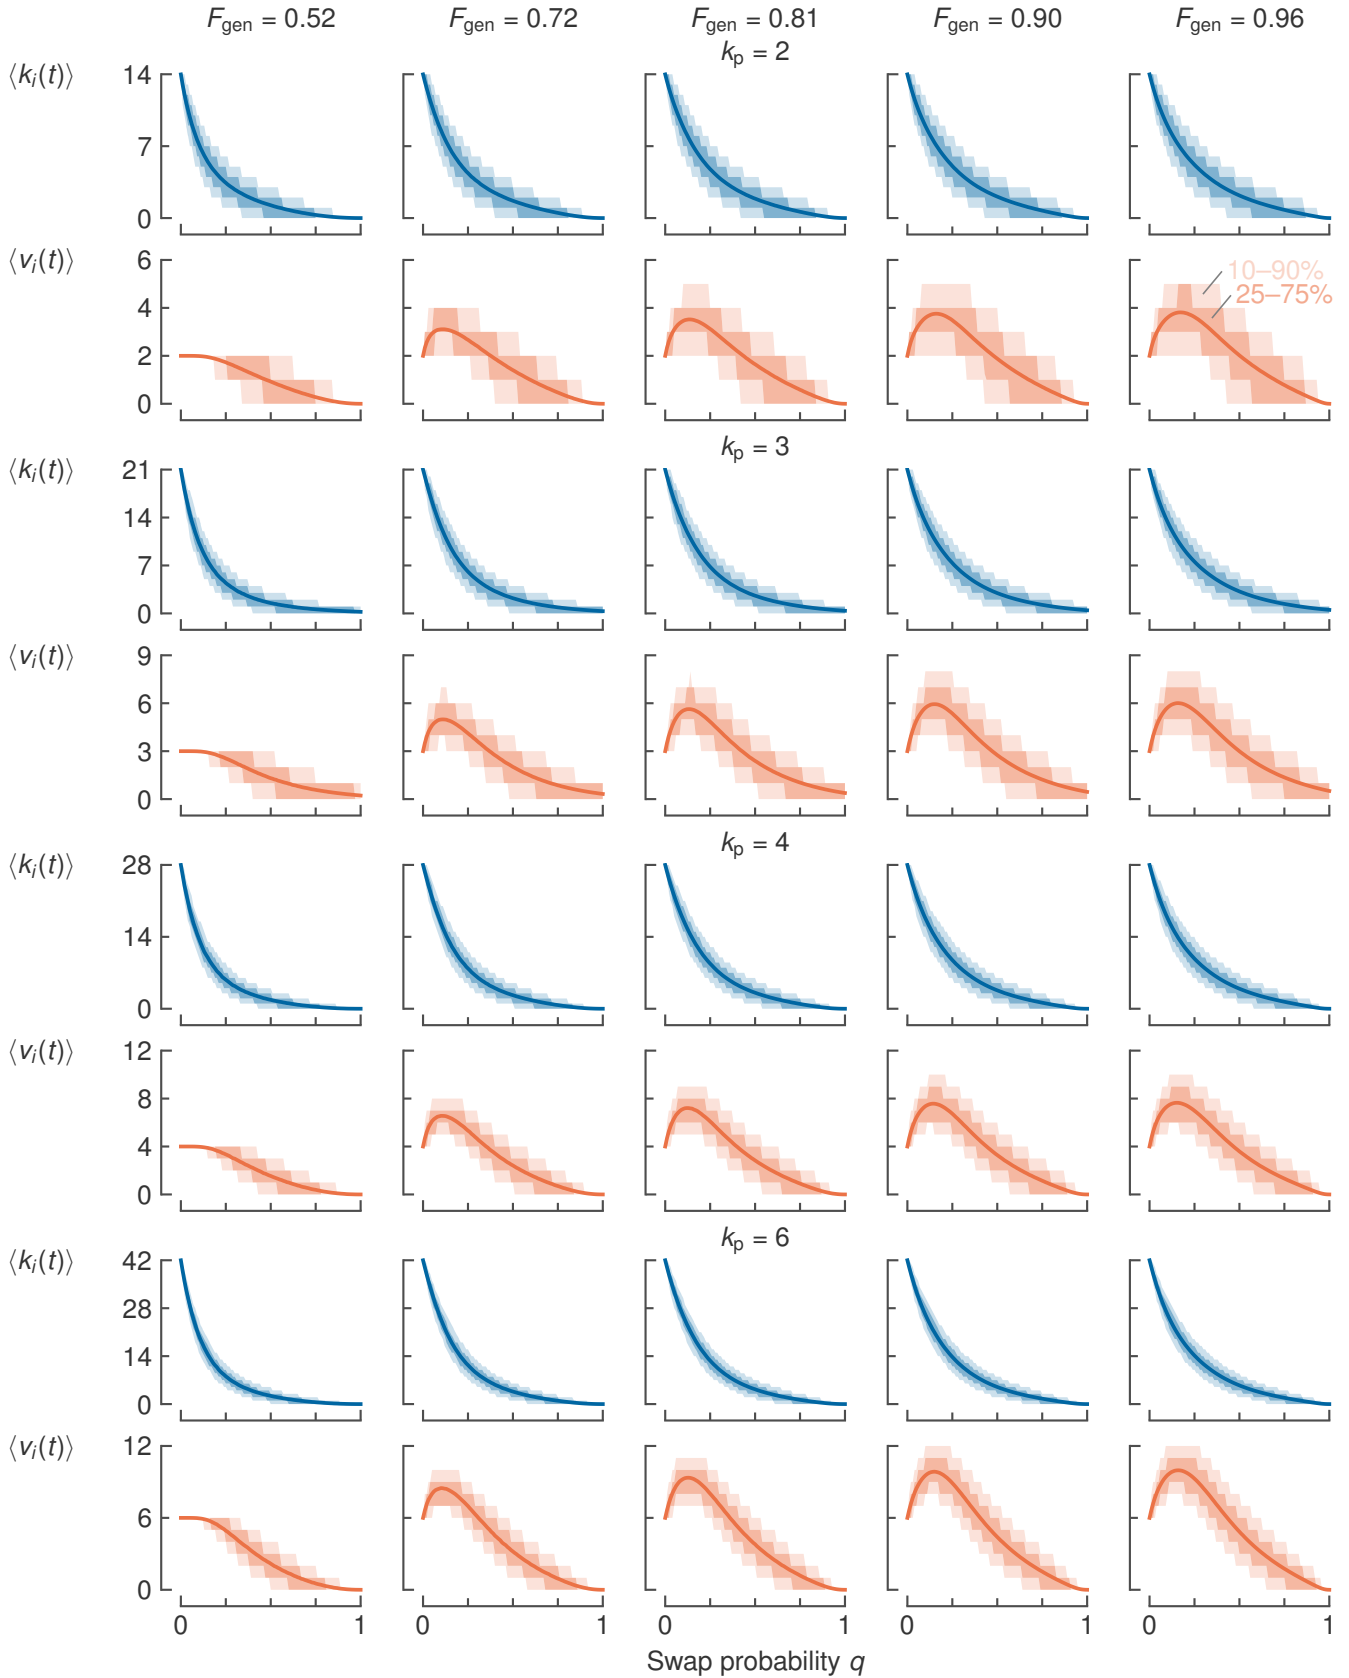 F_gen = 0.52 F_gen = 0.72 F_gen = 0.81 F_gen = 0.90 F_gen = 0.96
k_p = 2
⟨k_i(t)⟩ 14
7
0
⟨v_i(t)⟩ 6
10–90%
25–75%
4
2
0
k_p = 3
⟨k_i(t)⟩ 21
14
7
0
⟨v_i(t)⟩ 9
6
3
0
k_p = 4
⟨k_i(t)⟩ 28
14
0
⟨v_i(t)⟩ 12
8
4
0
k_p = 6
⟨k_i(t)⟩ 42
28
14
0
⟨v_i(t)⟩ 12
6
0
0 1 0 1 0 1 0 1 0 1
Swap probability q